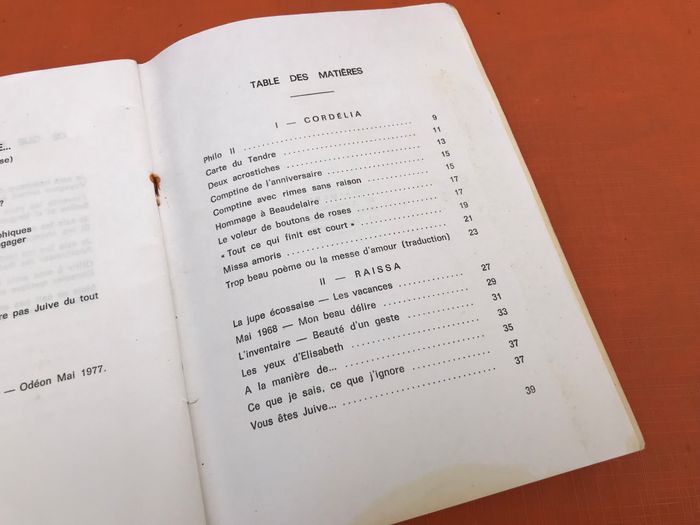 E...
se)
?
phiques
gager
re pas Juive du tout
— Odéon Mai 1977.
TABLE DES MATIÈRES
I — CORDÉLIA
Philo II .......... 9
Carte du Tendre .......... 11
Deux acrostiches .......... 13
Comptine de l'anniversaire .......... 15
Comptine avec rimes sans raison .......... 15
Hommage à Beaudelaire .......... 17
Le voleur de boutons de roses .......... 17
« Tout ce qui finit est court » .......... 19
Missa amoris .......... 21
Trop beau poème ou la messe d'amour (traduction) 23
II — RAISSA
La jupe écossaise — Les vacances .......... 27
Mai 1968 — Mon beau délire .......... 29
L'inventaire — Beauté d'un geste .......... 31
Les yeux d'Elisabeth .......... 33
A la manière de... .......... 35
Ce que je sais, ce que j'ignore .......... 37
Vous êtes Juive... .......... 37
39